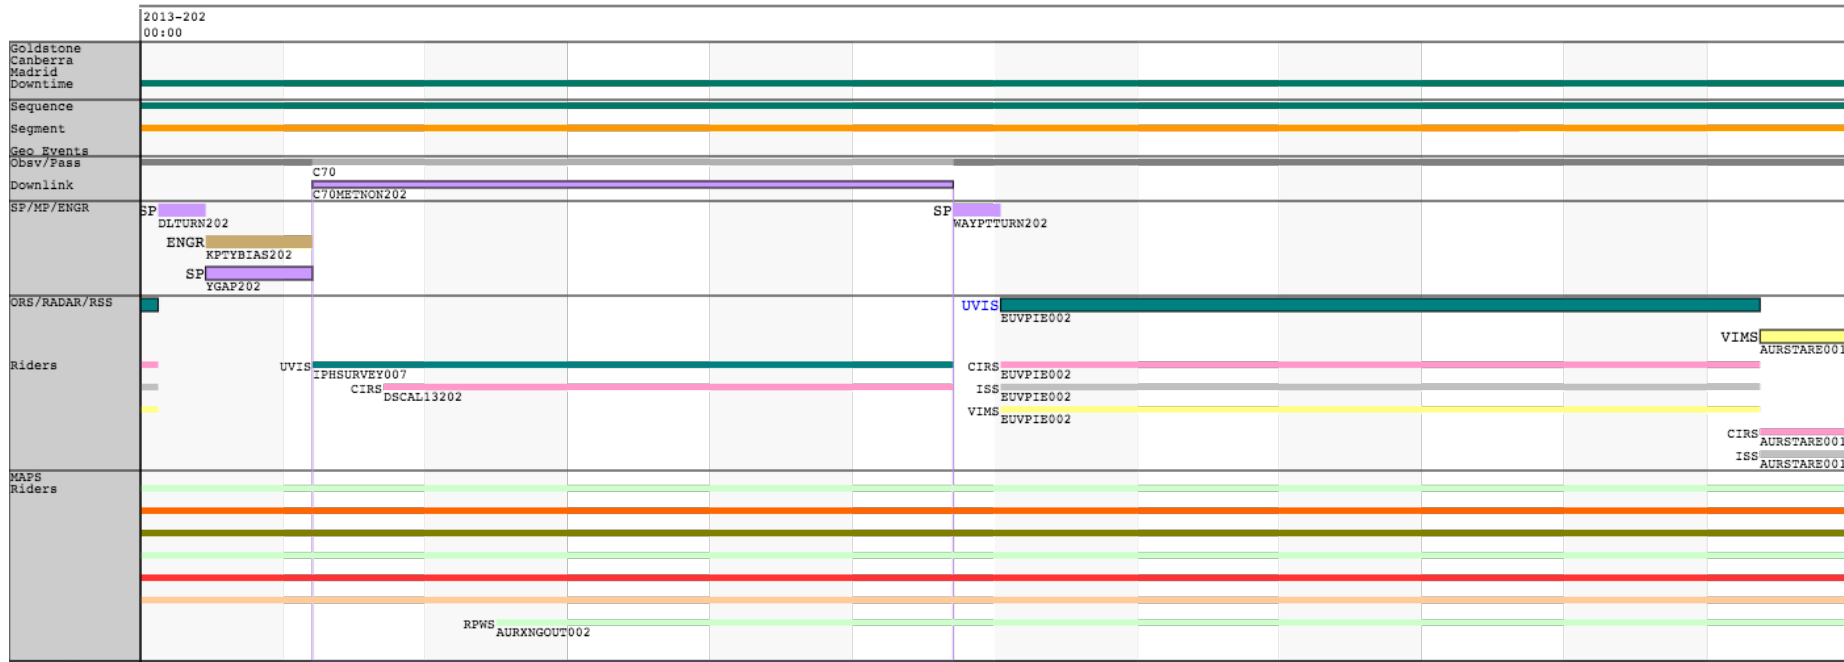 2013-202
00:00
Goldstone
Canberra
Madrid
Downtime
Sequence
Segment
Geo Events
Obsv/Pass
C70
Downlink
C70METNON202
SP/MP/ENGR
SP
DLTURN202
SP
WAYPTTURN202
ENGR
KPTYBIAS202
SP
YGAP202
ORS/RADAR/RSS
UVIS
EUVPIE002
VIMS
AURSTARE001
Riders
UVIS
IPHSURVEY007
CIRS
EUVPIE002
CIRS
DSCAL13202
ISS
EUVPIE002
VIMS
EUVPIE002
CIRS
AURSTARE001
ISS
AURSTARE001
MAPS
Riders
RPWS
AURXNGOUT002